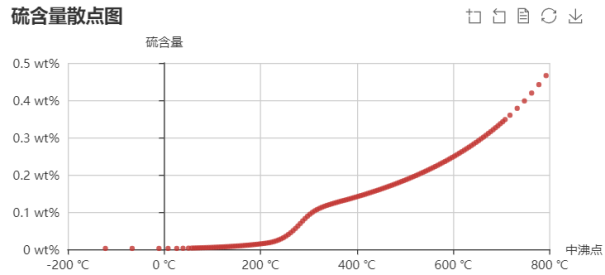 硫含量散点图
硫含量
0.5 wt%
0.4 wt%
0.3 wt%
0.2 wt%
0.1 wt%
0 wt%
-200 ℃ 0 ℃ 200 ℃ 400 ℃ 600 ℃ 800 ℃ 中沸点